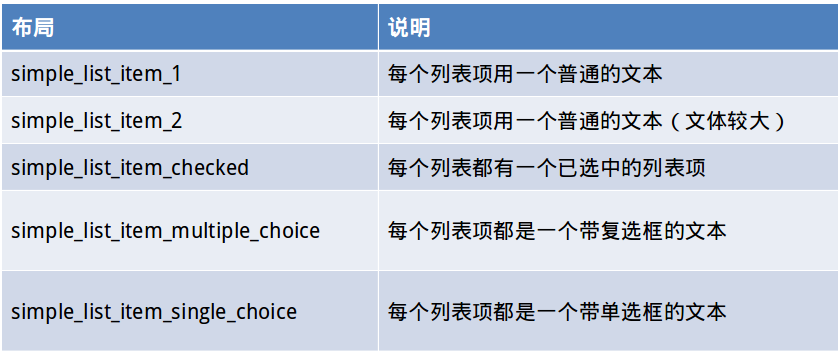 布局 说明
simple_list_item_1 每个列表项用一个普通的文本
simple_list_item_2 每个列表项用一个普通的文本（文体较大）
simple_list_item_checked 每个列表都有一个已选中的列表项
simple_list_item_multiple_choice 每个列表项都是一个带复选框的文本
simple_list_item_single_choice 每个列表项都是一个带单选框的文本